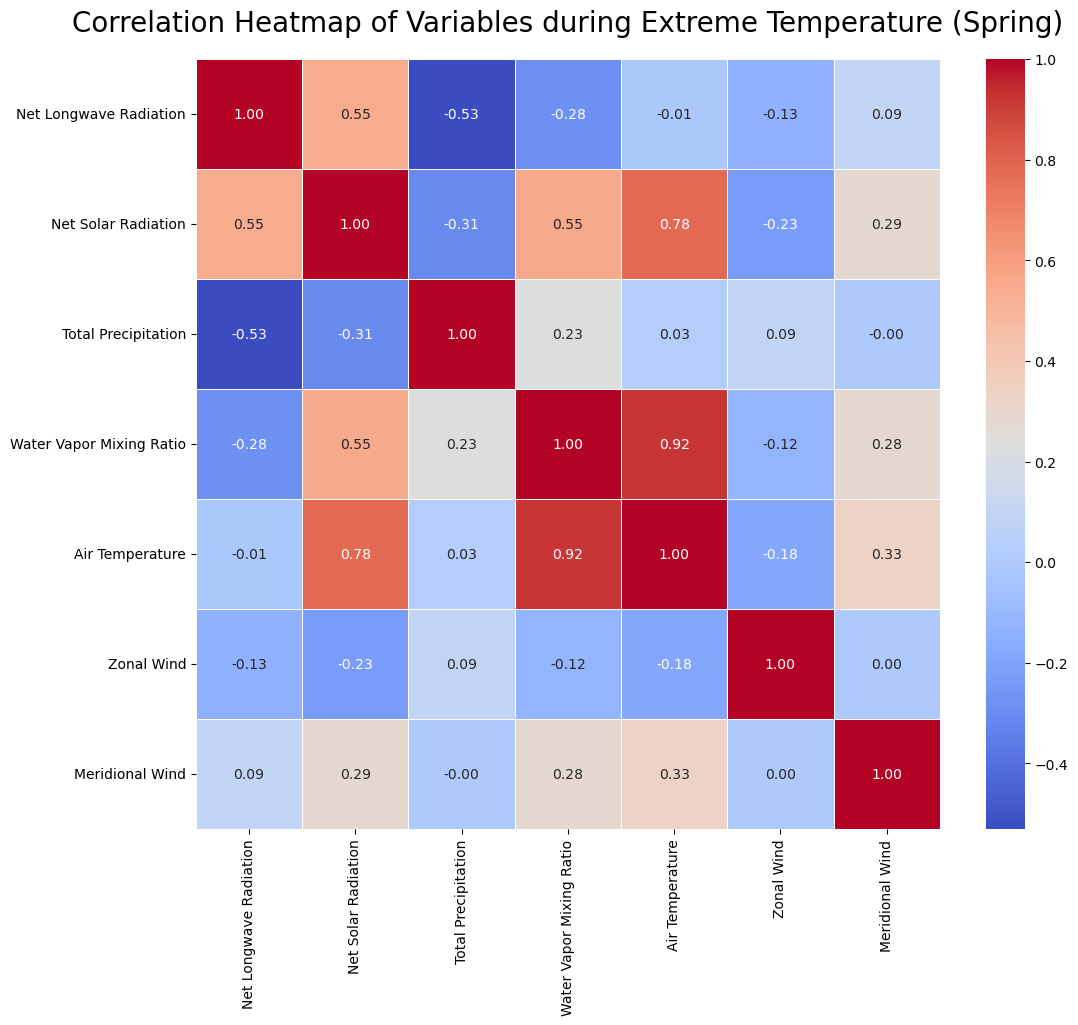 Correlation Heatmap of Variables during Extreme Temperature (Spring)
Net Longwave Radiation 1.00 0.55 -0.53 -0.28 -0.01 -0.13 0.09
Net Solar Radiation 0.55 1.00 -0.31 0.55 0.78 -0.23 0.29
Total Precipitation -0.53 -0.31 1.00 0.23 0.03 0.09 -0.00
Water Vapor Mixing Ratio -0.28 0.55 0.23 1.00 0.92 -0.12 0.28
Air Temperature -0.01 0.78 0.03 0.92 1.00 -0.18 0.33
Zonal Wind -0.13 -0.23 0.09 -0.12 -0.18 1.00 0.00
Meridional Wind 0.09 0.29 -0.00 0.28 0.33 0.00 1.00
Net Longwave Radiation
Net Solar Radiation
Total Precipitation
Water Vapor Mixing Ratio
Air Temperature
Zonal Wind
Meridional Wind
1.0
0.8
0.6
0.4
0.2
0.0
−0.2
−0.4